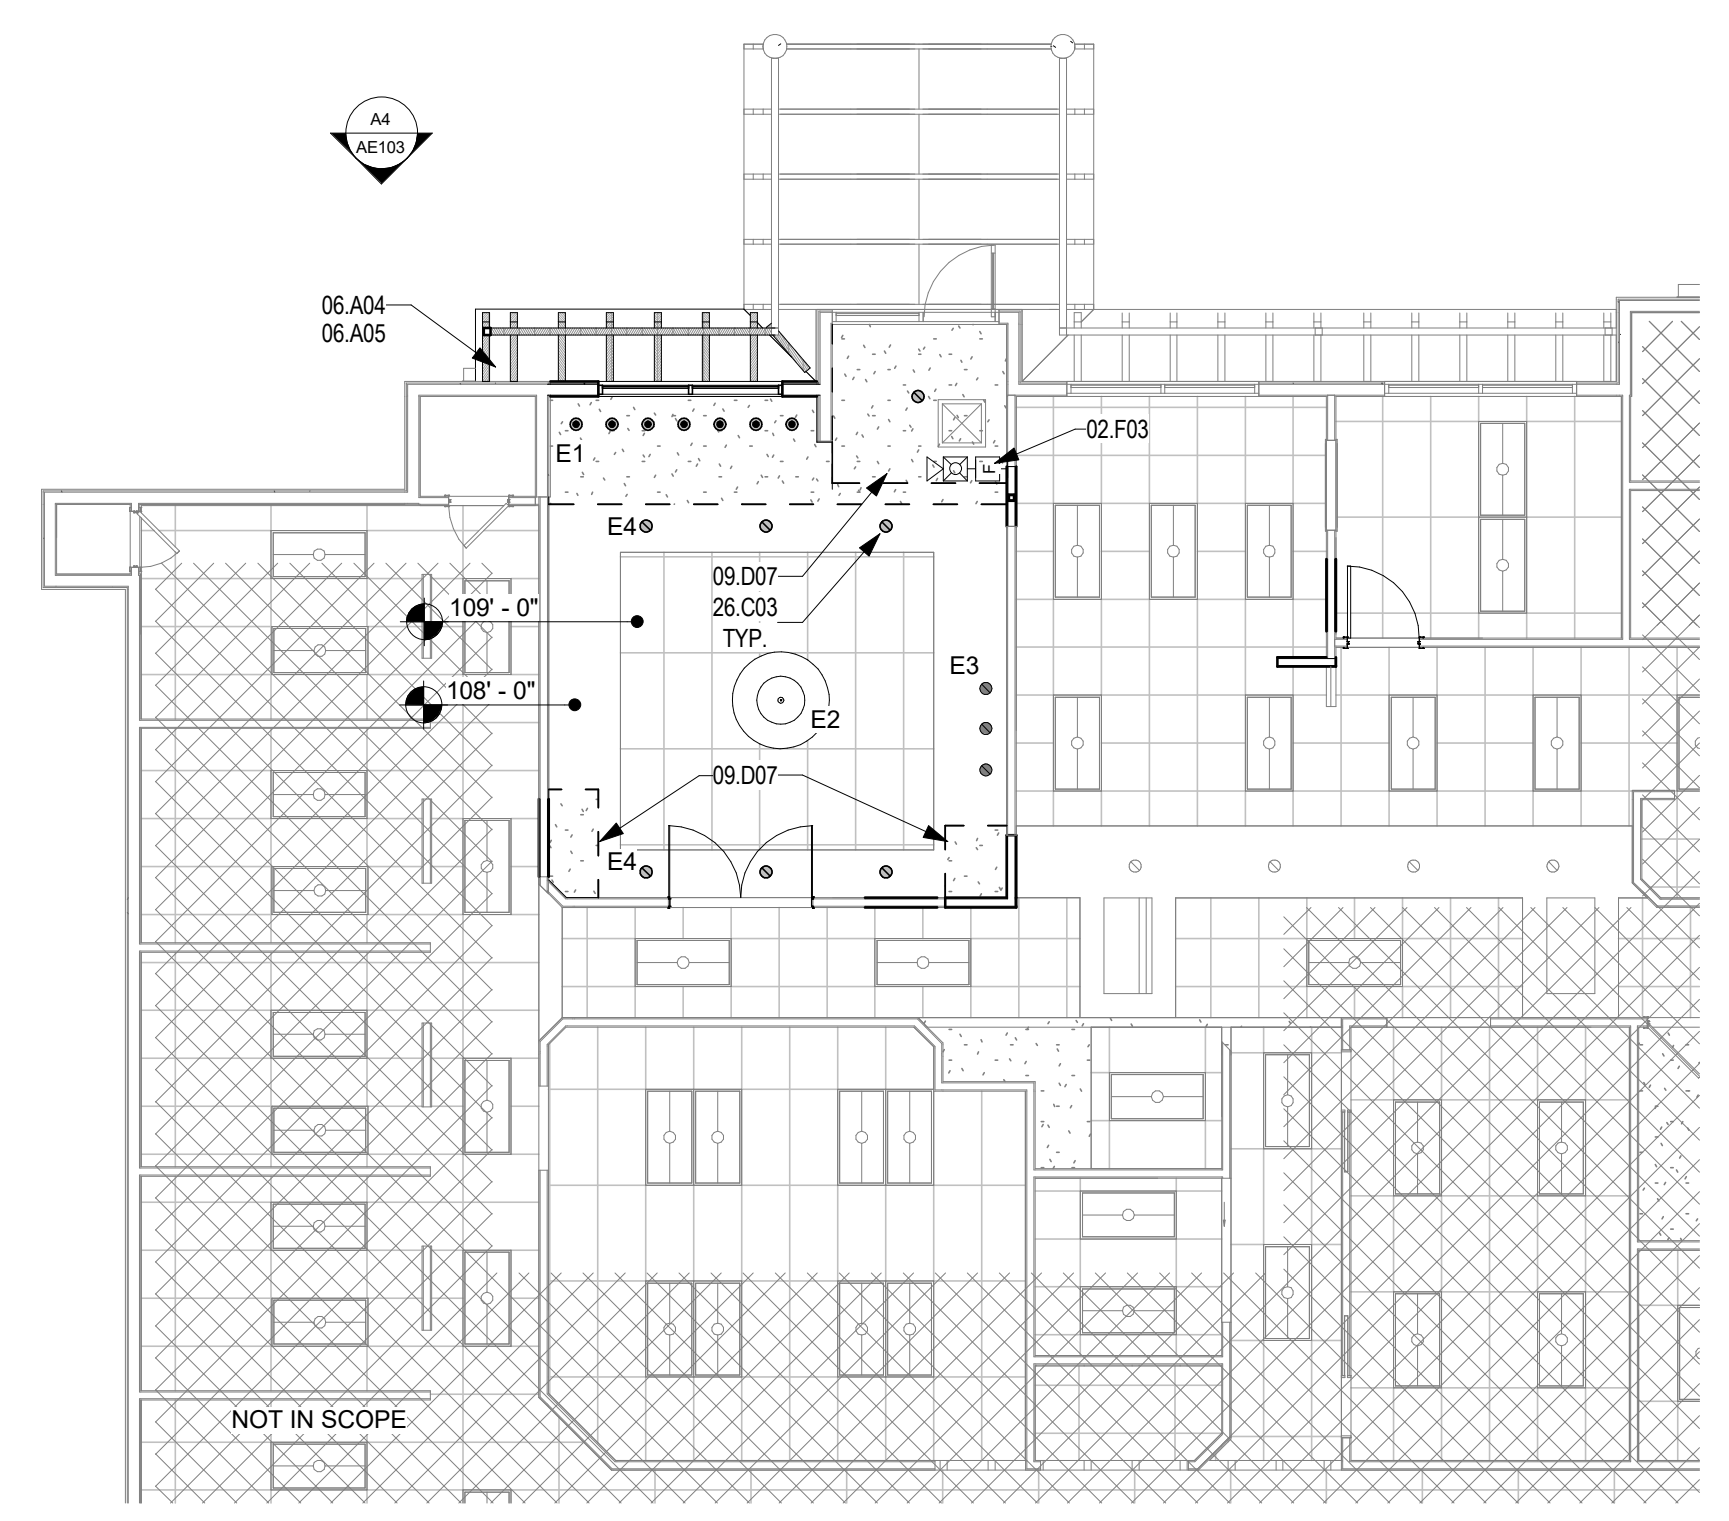 A4
AE103
06.A04
06.A05
02.F03
E1
F
E4
09.D07
26.C03
TYP.
109' - 0"
E3
108' - 0"
E2
09.D07
E4
NOT IN SCOPE